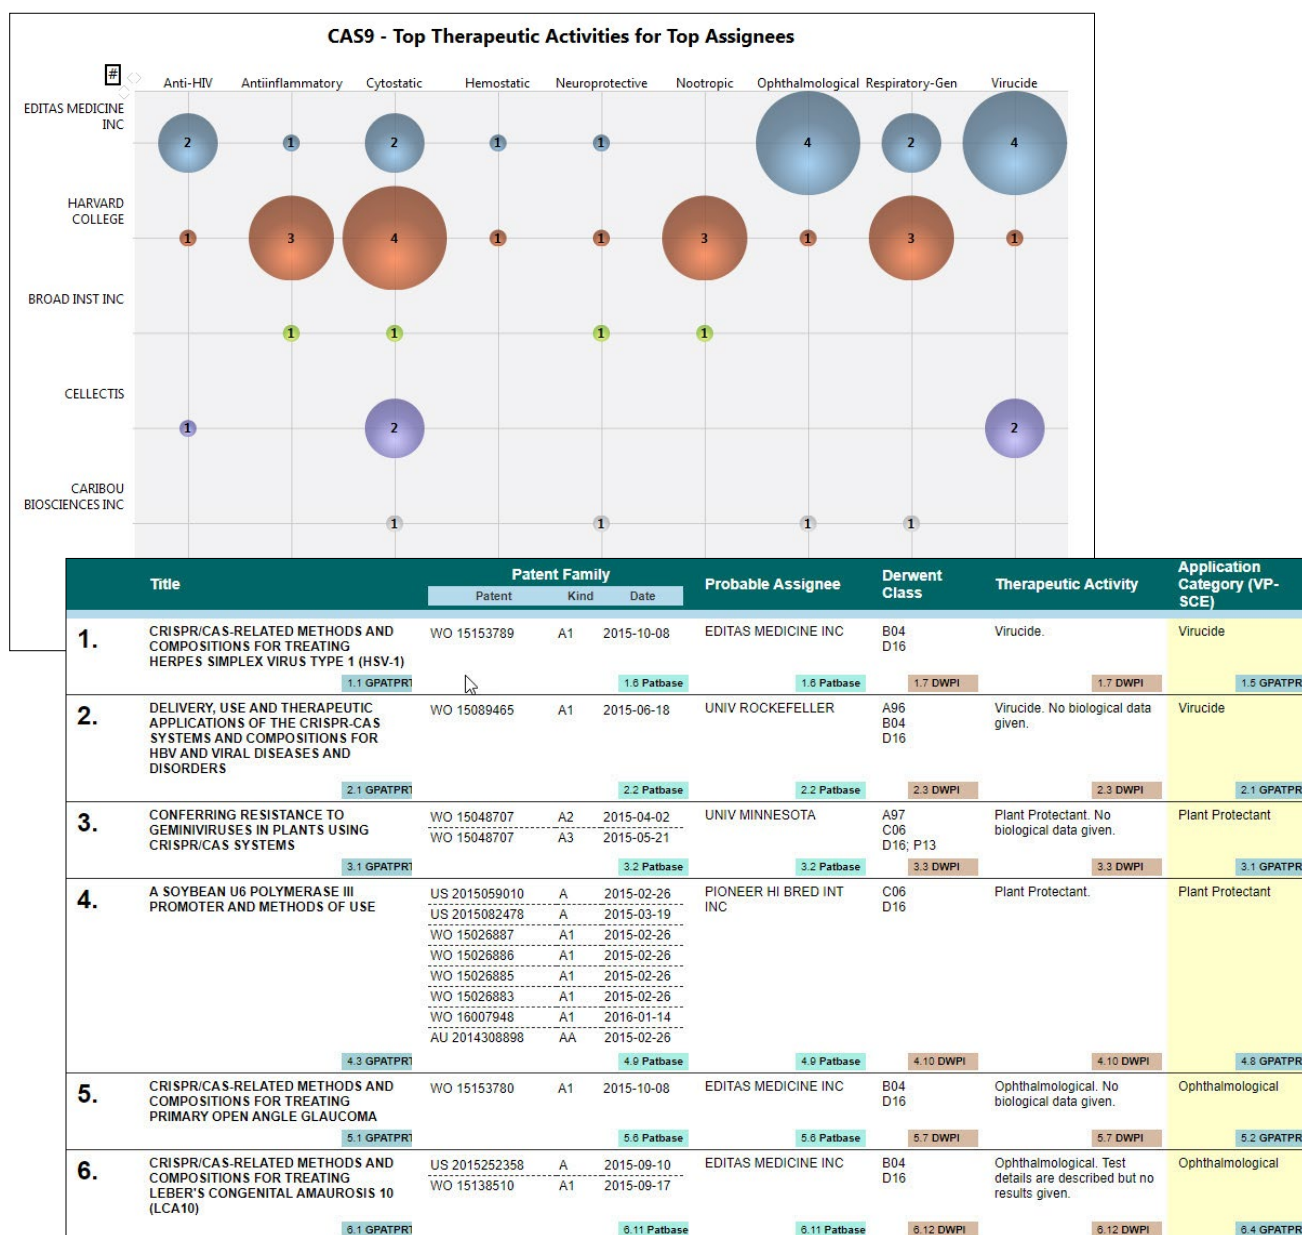 CAS9 - Top Therapeutic Activities for Top Assignees
#
Anti-HIV Antiinflammatory Cytostatic Hemostatic Neuroprotective Nootropic Ophthalmological Respiratory-Gen Virucide
EDITAS MEDICINE
INC
2 1 2 1 1 4 2 4
HARVARD
COLLEGE
1 3 4 1 1 3 1 3 1
BROAD INST INC
1 1 1 1
CELLECTIS
1 2 2
CARIBOU
BIOSCIENCES INC
1 1 1 1
Title Patent Family Probable Assignee Derwent Class Therapeutic Activity Application Category (VP-SCE)
Patent Kind Date
1. CRISPR/CAS-RELATED METHODS AND WO 15153789 A1 2015-10-08 EDITAS MEDICINE INC B04 Virucide. Virucide
COMPOSITIONS FOR TREATING D16
HERPES SIMPLEX VIRUS TYPE 1 (HSV-1)
1.1 GPATPRT 1.6 Patbase 1.6 Patbase 1.7 DWPI 1.7 DWPI 1.5 GPATPR
2. DELIVERY, USE AND THERAPEUTIC WO 15089465 A1 2015-06-18 UNIV ROCKEFELLER A96 Virucide. No biological data Virucide
APPLICATIONS OF THE CRISPR-CAS B04 given.
SYSTEMS AND COMPOSITIONS FOR D16
HBV AND VIRAL DISEASES AND
DISORDERS
2.1 GPATPRT 2.2 Patbase 2.2 Patbase 2.3 DWPI 2.3 DWPI 2.1 GPATPR
3. CONFERRING RESISTANCE TO WO 15048707 A2 2015-04-02 UNIV MINNESOTA A97 Plant Protectant. No Plant Protectant
GEMINIVIRUSES IN PLANTS USING WO 15048707 A3 2015-05-21 C06 biological data given.
CRISPR/CAS SYSTEMS D16; P13
3.1 GPATPRT 3.2 Patbase 3.2 Patbase 3.3 DWPI 3.3 DWPI 3.1 GPATPR
4. A SOYBEAN U6 POLYMERASE III US 2015059010 A 2015-02-26 PIONEER HI BRED INT C06 Plant Protectant. Plant Protectant
PROMOTER AND METHODS OF USE US 2015082478 A 2015-03-19 INC D16
WO 15026887 A1 2015-02-26
WO 15026886 A1 2015-02-26
WO 15026885 A1 2015-02-26
WO 15026883 A1 2015-02-26
WO 16007948 A1 2016-01-14
AU 2014308898 AA 2015-02-26
4.3 GPATPRT 4.9 Patbase 4.9 Patbase 4.10 DWPI 4.10 DWPI 4.8 GPATPR
5. CRISPR/CAS-RELATED METHODS AND WO 15153780 A1 2015-10-08 EDITAS MEDICINE INC B04 Ophthalmological. No Ophthalmological
COMPOSITIONS FOR TREATING D16 biological data given.
PRIMARY OPEN ANGLE GLAUCOMA
5.1 GPATPRT 5.6 Patbase 5.6 Patbase 5.7 DWPI 5.7 DWPI 5.2 GPATPR
6. CRISPR/CAS-RELATED METHODS AND US 2015252358 A 2015-09-10 EDITAS MEDICINE INC B04 Ophthalmological. Test Ophthalmological
COMPOSITIONS FOR TREATING WO 15138510 A1 2015-09-17 D16 details are described but no
LEBER'S CONGENITAL AMAUROSIS 10 results given.
(LCA10)
6.1 GPATPRT 6.11 Patbase 6.11 Patbase 6.12 DWPI 6.12 DWPI 6.4 GPATPR